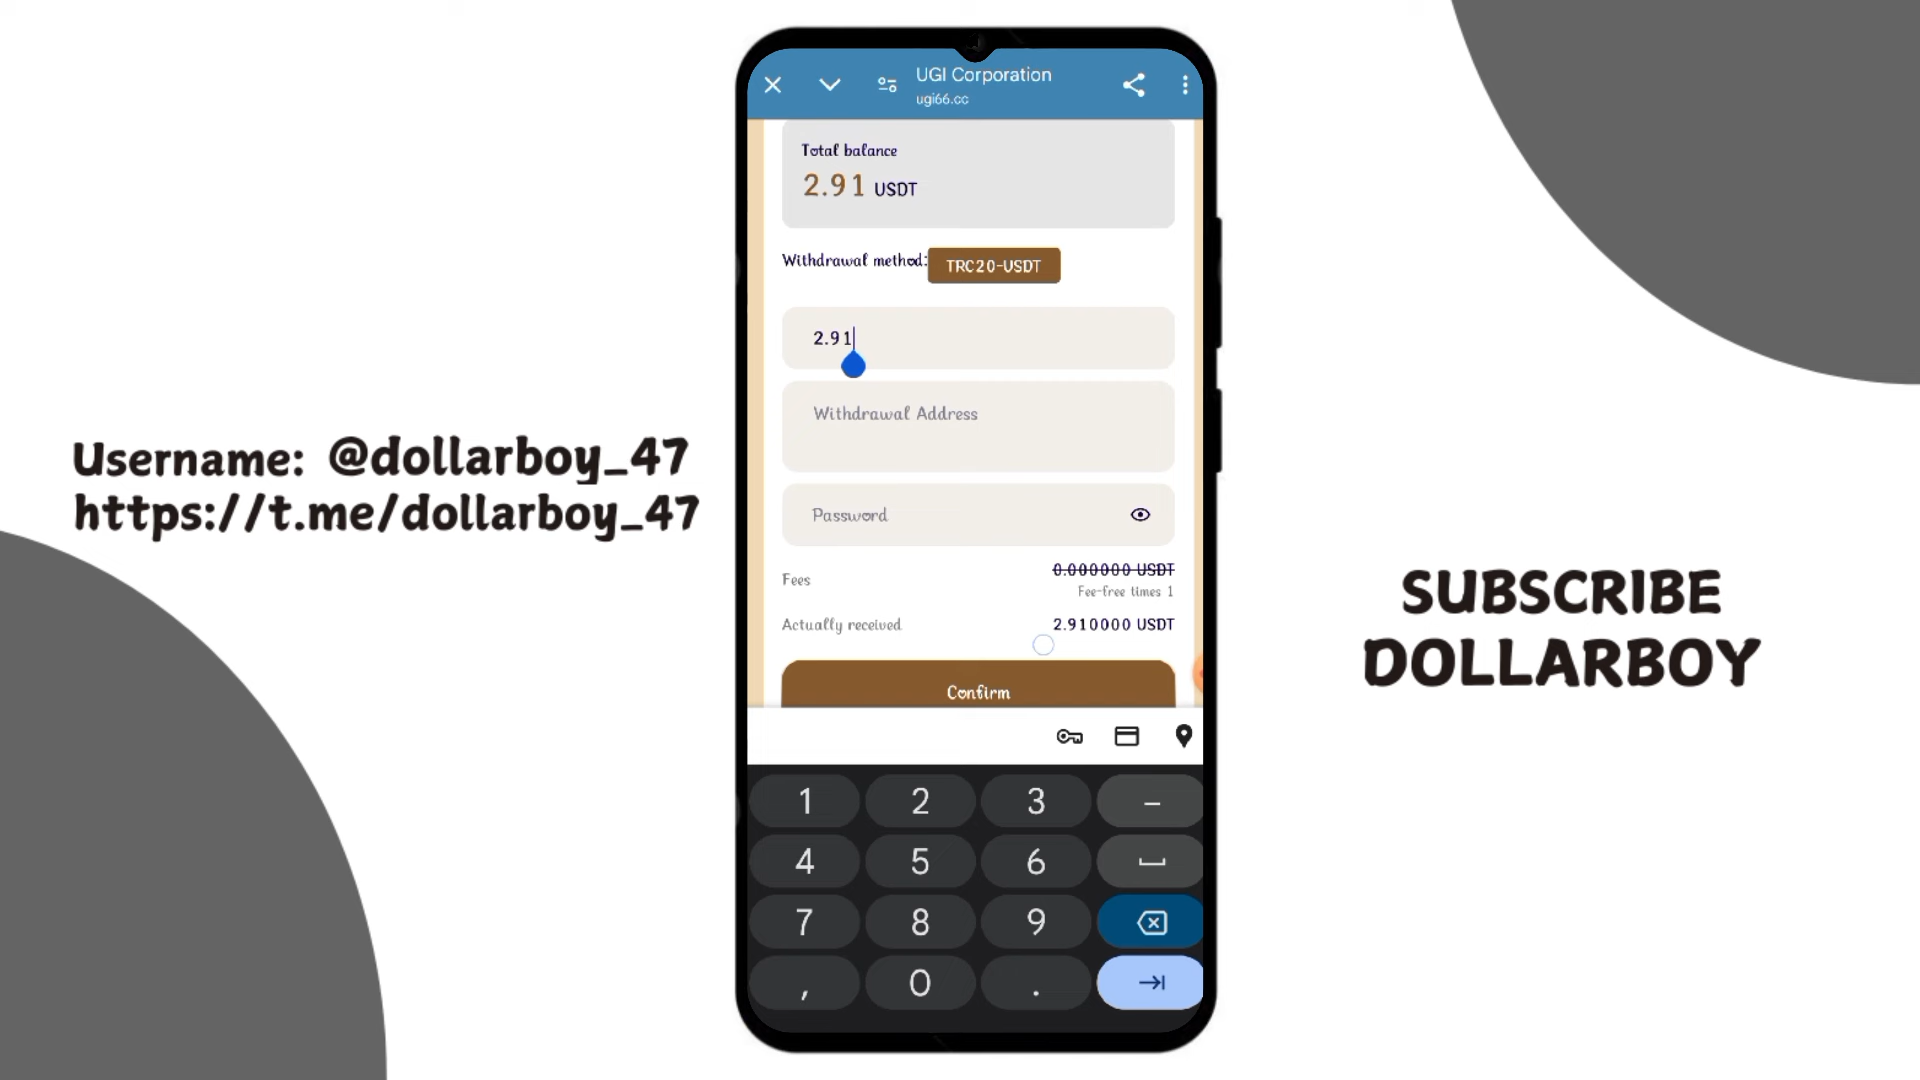 UGI Corporation
ugi66.cc
Total balance
2.91 USDT
Withdrawal method: TRC20-USDT
2.91
Withdrawal Address
Password
Fees
0.000000 USDT
Fee-free times 1
Actually received
2.910000 USDT
Confirm
1 2 3 –
4 5 6
7 8 9
, 0 .
Username: @dollarboy_47
https://t.me/dollarboy_47
SUBSCRIBE
DOLLARBOY